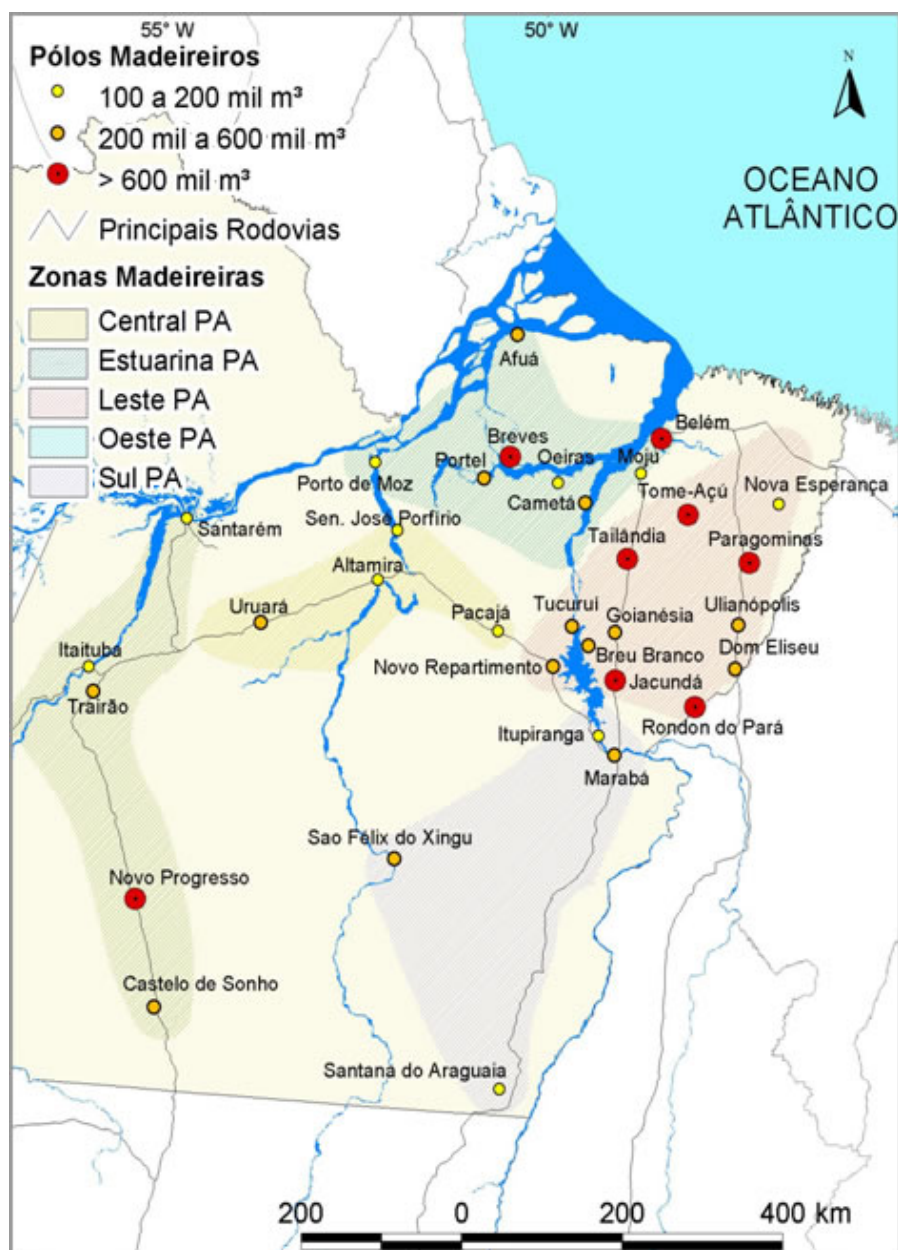 55° W
50° W
Pólos Madeireiros
100 a 200 mil m³
200 mil a 600 mil m³
> 600 mil m³
Principais Rodovias
Zonas Madeireiras
Central PA
Estuarina PA
Leste PA
Oeste PA
Sul PA
N
OCEANO
ATLÂNTICO
Afuá
Belém
Breves
Oeiras
Moju
Portel
Porto de Moz
Cametá
Tome-Açú
Nova Esperança
Santarém
Sen. José Porfirio
Tailândia
Paragominas
Altamira
Uruará
Pacajá
Tucuruí
Goianésia
Ulianópolis
Itaituba
Novo Repartimento
Breu Branco
Dom Eliseu
Trairão
Jacundá
Itupiranga
Rondon do Pará
Marabá
Sao Félix do Xingu
Novo Progresso
Castelo de Sonho
Santana do Araguaia
200 0 200 400 km